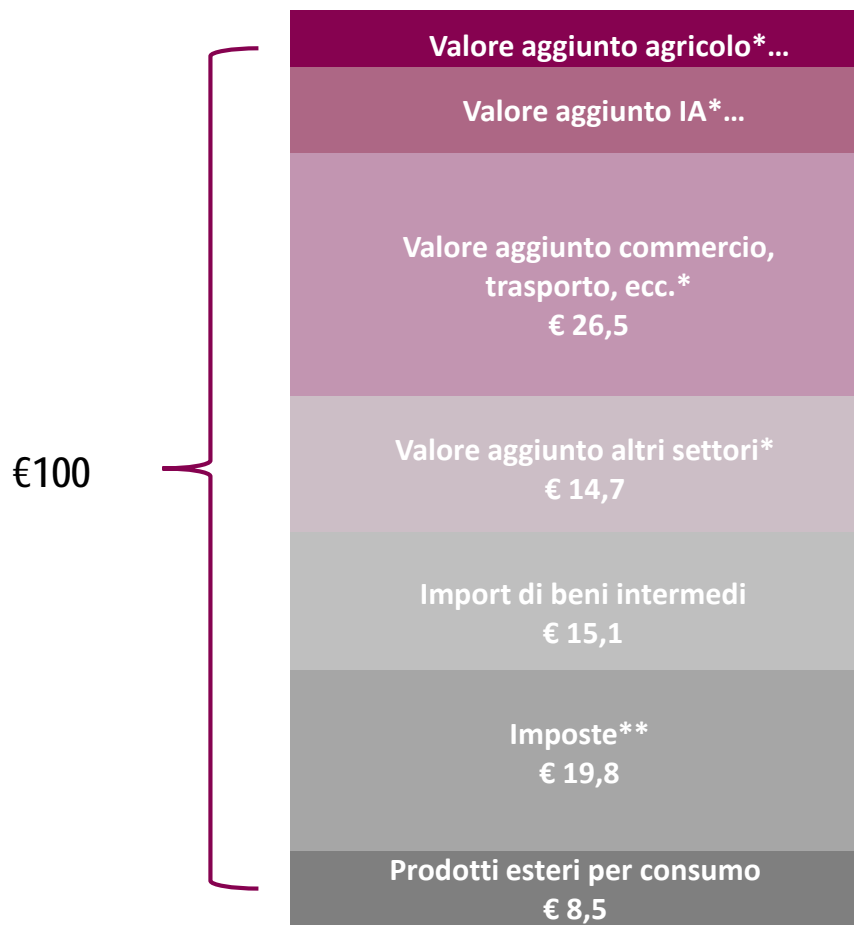 Valore aggiunto agricolo*...
Valore aggiunto IA*...
Valore aggiunto commercio,
trasporto, ecc.*
€ 26,5
Valore aggiunto altri settori*
€ 14,7
€100
Import di beni intermedi
€ 15,1
Imposte**
€ 19,8
Prodotti esteri per consumo
€ 8,5